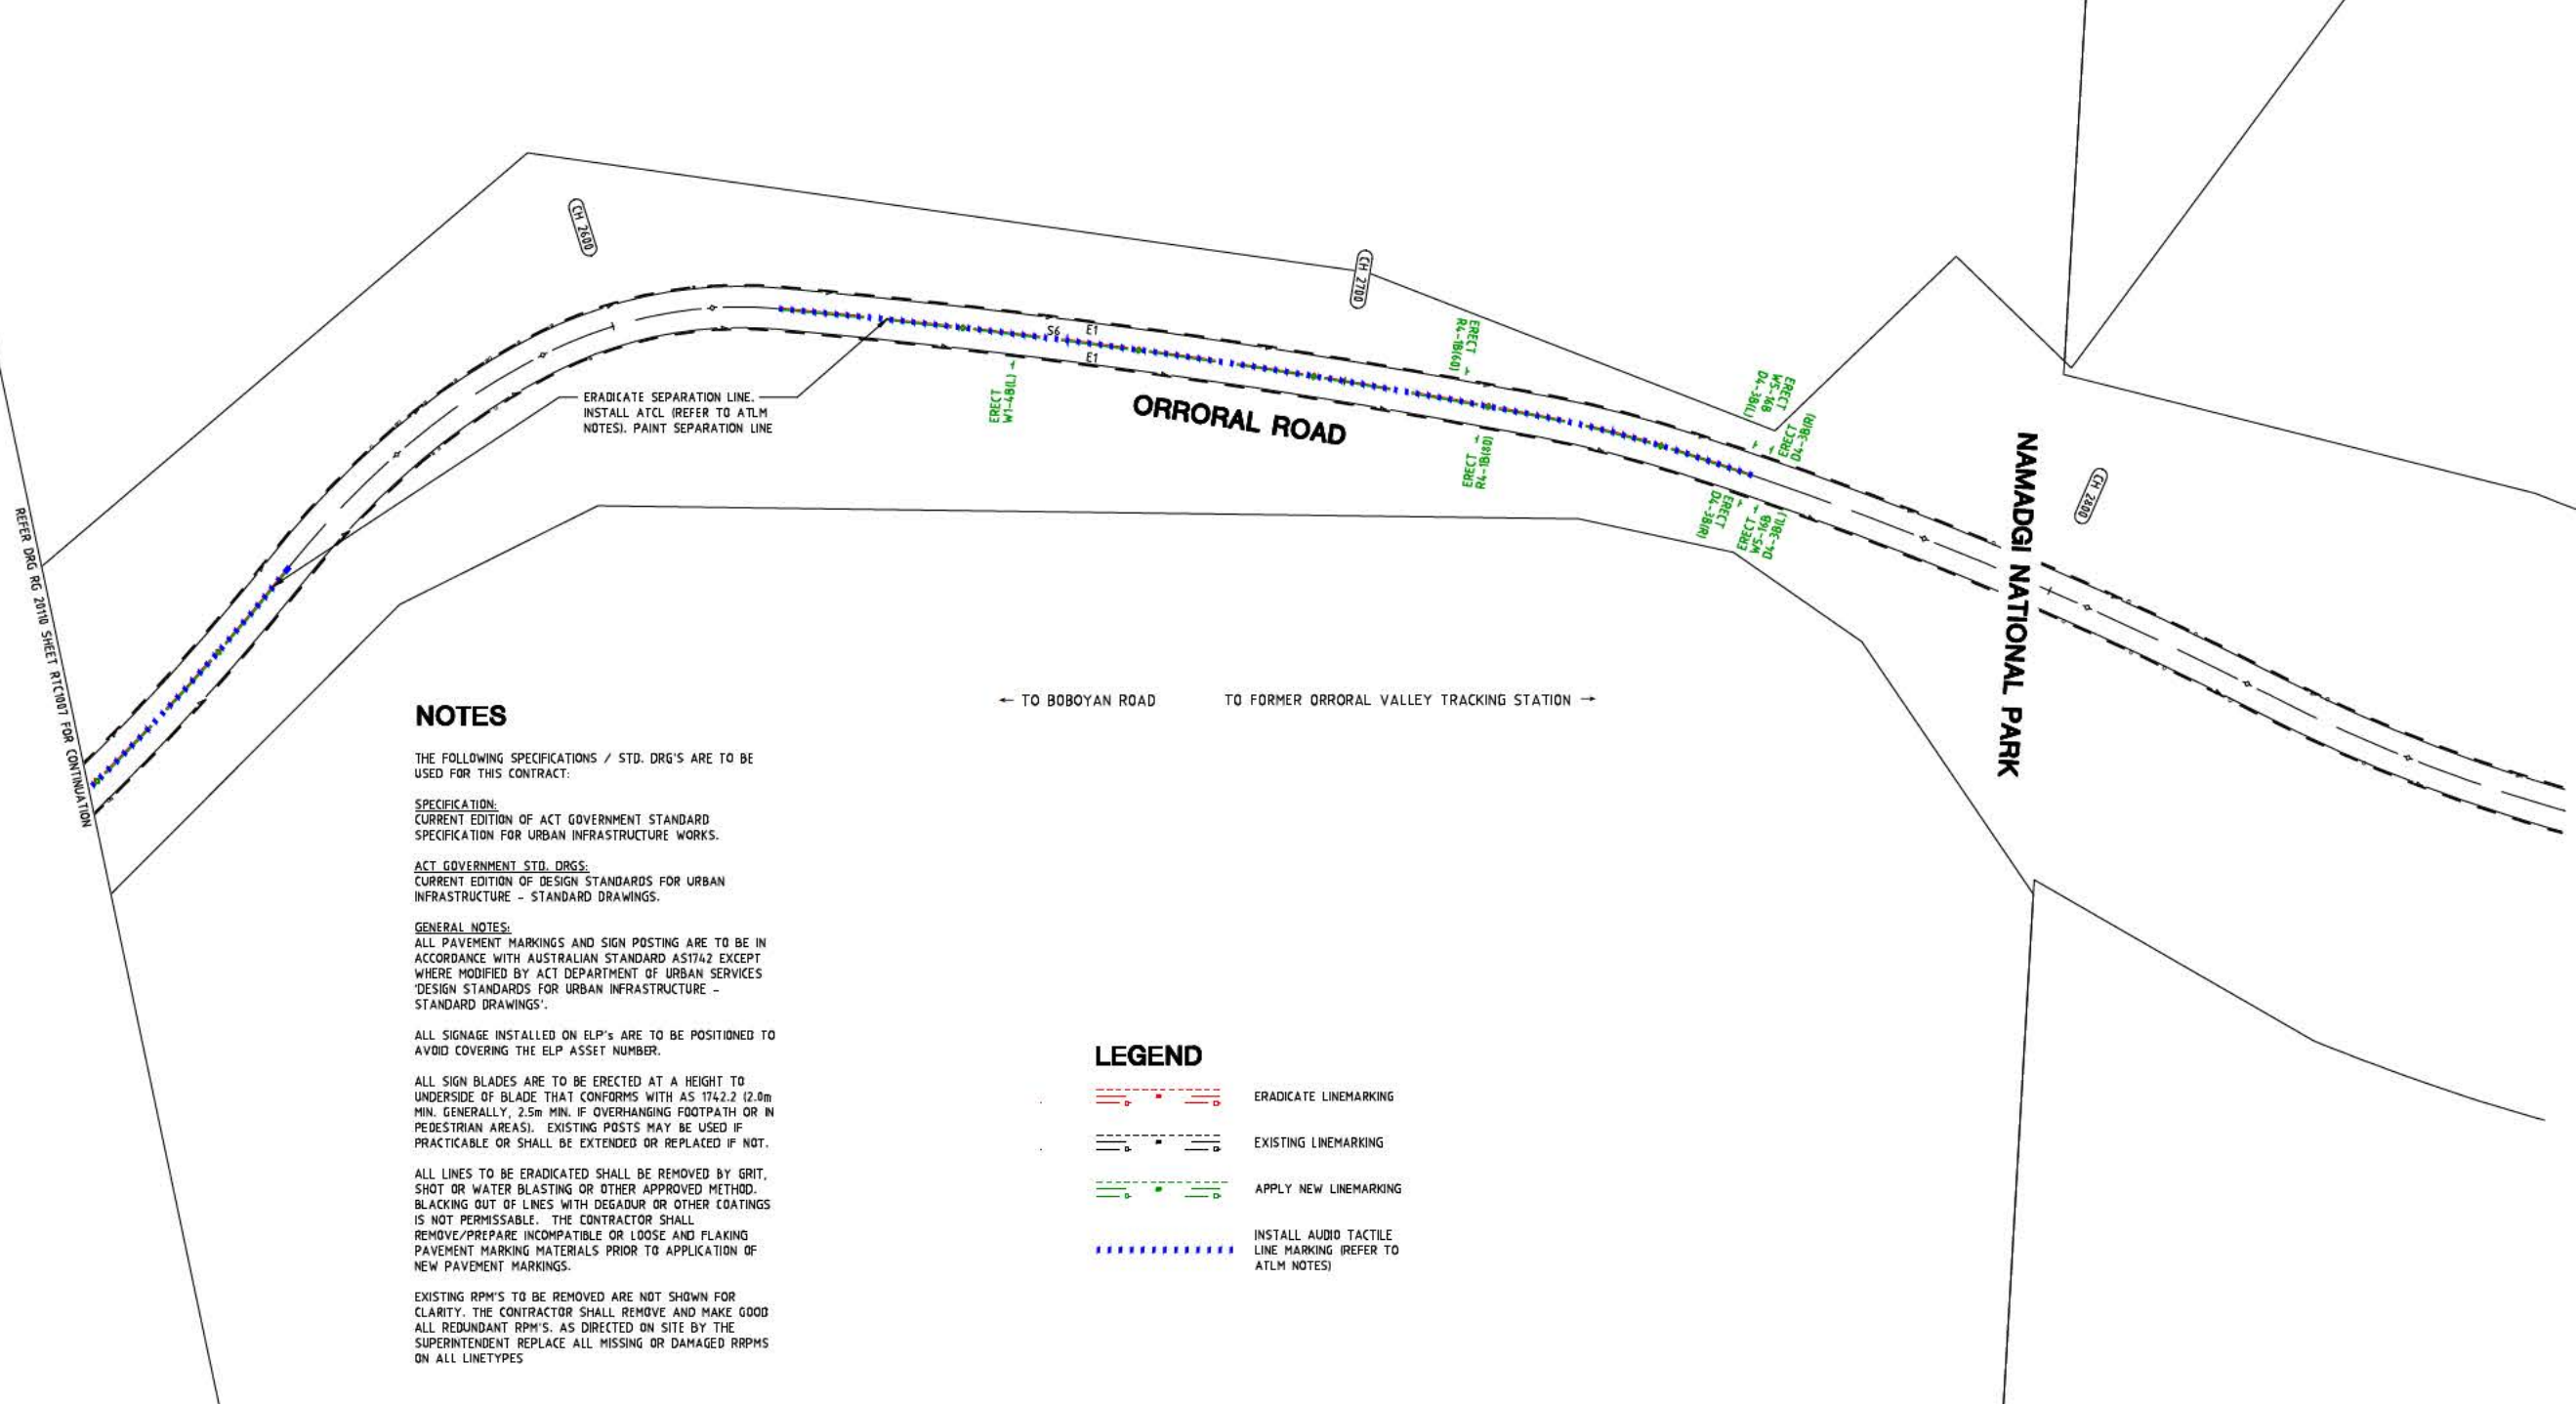 CH 2600
CH 2700
ERECT
R4-1B(60)
S6
E1
E1
ERECT
W1-4B(L)
ERADICATE SEPARATION LINE.
INSTALL ATCL (REFER TO ATLM
NOTES). PAINT SEPARATION LINE
ORRORAL ROAD
ERECT
R4-1B(80)
ERECT
W5-16B
D4-3B(L)
ERECT
D4-3B(R)
ERECT
D4-3B(R)
ERECT
W5-16B
D4-3B(L)
NAMADGI NATIONAL PARK
CH 2800
REFER DRG RG 20110 SHEET RTC1007 FOR CONTINUATION
← TO BOBOYAN ROAD
TO FORMER ORRORAL VALLEY TRACKING STATION →
NOTES
THE FOLLOWING SPECIFICATIONS / STD. DRG'S ARE TO BE
USED FOR THIS CONTRACT:
SPECIFICATION:
CURRENT EDITION OF ACT GOVERNMENT STANDARD
SPECIFICATION FOR URBAN INFRASTRUCTURE WORKS.
ACT GOVERNMENT STD. DRGS:
CURRENT EDITION OF DESIGN STANDARDS FOR URBAN
INFRASTRUCTURE - STANDARD DRAWINGS.
GENERAL NOTES:
ALL PAVEMENT MARKINGS AND SIGN POSTING ARE TO BE IN
ACCORDANCE WITH AUSTRALIAN STANDARD AS1742 EXCEPT
WHERE MODIFIED BY ACT DEPARTMENT OF URBAN SERVICES
'DESIGN STANDARDS FOR URBAN INFRASTRUCTURE -
STANDARD DRAWINGS'.
ALL SIGNAGE INSTALLED ON ELP's ARE TO BE POSITIONED TO
AVOID COVERING THE ELP ASSET NUMBER.
ALL SIGN BLADES ARE TO BE ERECTED AT A HEIGHT TO
UNDERSIDE OF BLADE THAT CONFORMS WITH AS 1742.2 (2.0m
MIN. GENERALLY, 2.5m MIN. IF OVERHANGING FOOTPATH OR IN
PEDESTRIAN AREAS). EXISTING POSTS MAY BE USED IF
PRACTICABLE OR SHALL BE EXTENDED OR REPLACED IF NOT.
ALL LINES TO BE ERADICATED SHALL BE REMOVED BY GRIT,
SHOT OR WATER BLASTING OR OTHER APPROVED METHOD.
BLACKING OUT OF LINES WITH DEGADUR OR OTHER COATINGS
IS NOT PERMISSABLE. THE CONTRACTOR SHALL
REMOVE/PREPARE INCOMPATIBLE OR LOOSE AND FLAKING
PAVEMENT MARKING MATERIALS PRIOR TO APPLICATION OF
NEW PAVEMENT MARKINGS.
EXISTING RPM'S TO BE REMOVED ARE NOT SHOWN FOR
CLARITY. THE CONTRACTOR SHALL REMOVE AND MAKE GOOD
ALL REDUNDANT RPM'S. AS DIRECTED ON SITE BY THE
SUPERINTENDENT REPLACE ALL MISSING OR DAMAGED RRPMS
ON ALL LINETYPES
LEGEND
ERADICATE LINEMARKING
EXISTING LINEMARKING
APPLY NEW LINEMARKING
INSTALL AUDIO TACTILE
LINE MARKING (REFER TO
ATLM NOTES)